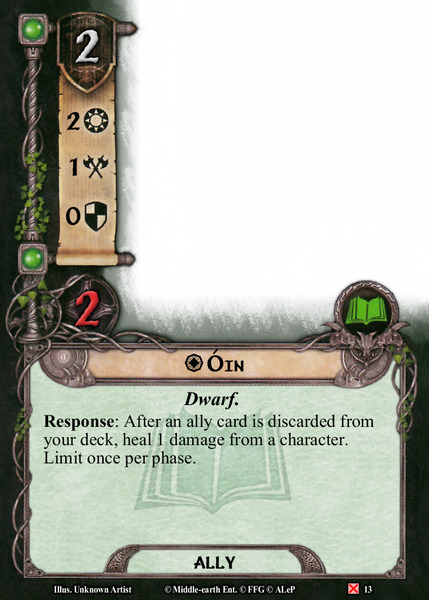 2
2
1
0
2
Óin
Dwarf.
Response: After an ally card is discarded from
your deck, heal 1 damage from a character.
Limit once per phase.
ALLY
Illus. Unknown Artist © Middle-earth Ent. © FFG © ALeP 13